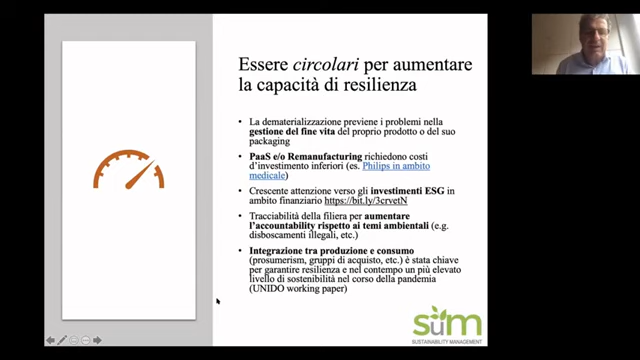 Essere circolari per aumentare
la capacità di resilienza
• La dematerializzazione previene i problemi nella
gestione del fine vita del proprio prodotto o del suo
packaging
• PaaS e/o Remanufacturing richiedono costi
d'investimento inferiori (es. Philips in ambito
medicale)
• Crescente attenzione verso gli investimenti ESG in
ambito finanziario https://bit.ly/3crvetN
• Tracciabilità della filiera per aumentare
l'accountability rispetto ai temi ambientali (e.g.
disboscamenti illegali, etc.)
• Integrazione tra produzione e consumo
(prosumerism, gruppi di acquisto, etc.) è stata chiave
per garantire resilienza e nel contempo un più elevato
livello di sostenibilità nel corso della pandemia
(UNIDO working paper)
sum
SUSTAINABILITY MANAGEMENT